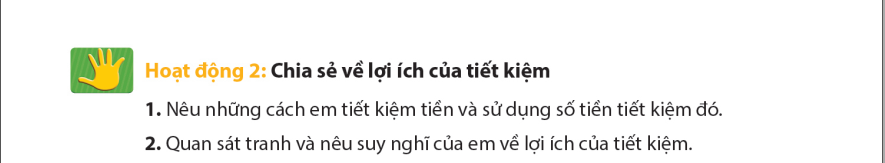 Hoạt động 2: Chia sẻ về lợi ích của tiết kiệm
1. Nêu những cách em tiết kiệm tiền và sử dụng số tiền tiết kiệm đó.
2. Quan sát tranh và nêu suy nghĩ của em về lợi ích của tiết kiệm.